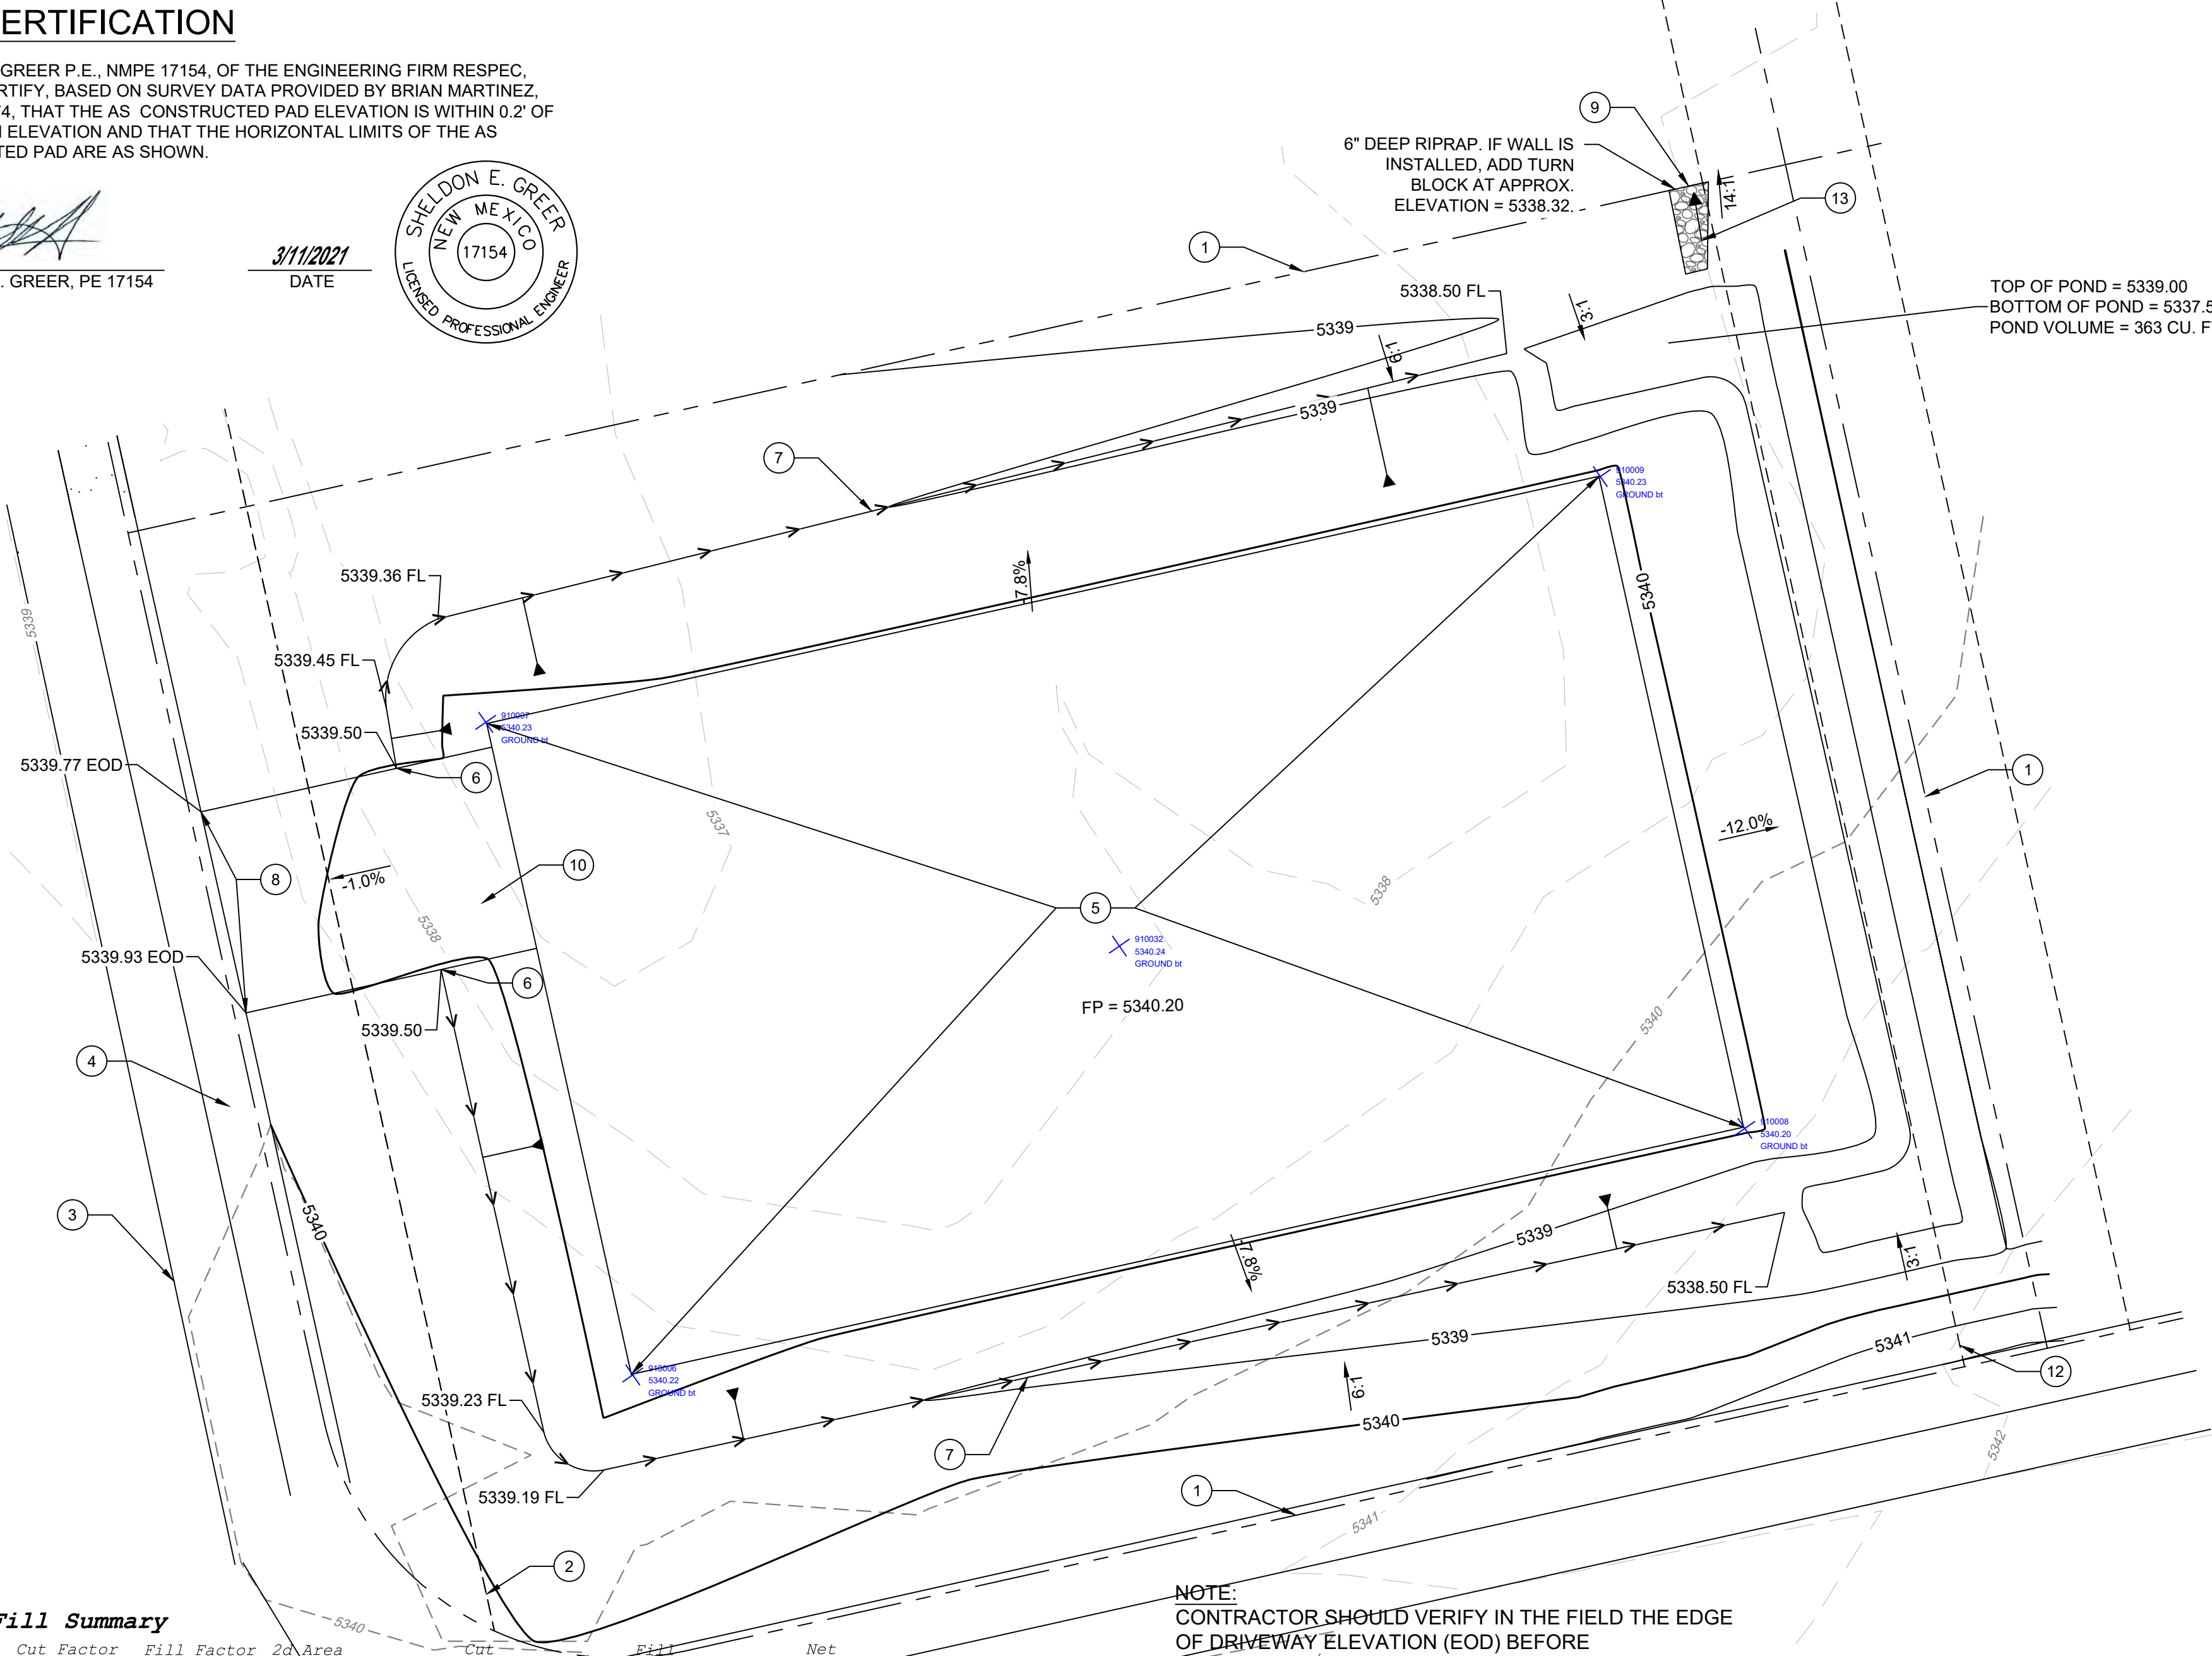 ERTIFICATION
GREER P.E., NMPE 17154, OF THE ENGINEERING FIRM RESPEC,
RTIFY, BASED ON SURVEY DATA PROVIDED BY BRIAN MARTINEZ,
74, THAT THE AS CONSTRUCTED PAD ELEVATION IS WITHIN 0.2' OF
ELEVATION AND THAT THE HORIZONTAL LIMITS OF THE AS
TED PAD ARE AS SHOWN.
. GREER, PE 17154
3/11/2021
DATE
SHELDON E. GREER
NEW MEXICO
17154
LICENSED PROFESSIONAL ENGINEER
9
6" DEEP RIPRAP. IF WALL IS
INSTALLED, ADD TURN
BLOCK AT APPROX.
ELEVATION = 5338.32.
14:1
13
1
TOP OF POND = 5339.00
BOTTOM OF POND = 5337.5
POND VOLUME = 363 CU. F
5338.50 FL
3:1
5339
6:1
5339
7
910009
5340.23
GROUND bt
5339.36 FL
-7.8%
5340
5339
5339.45 FL
910007
5340.23
GROUND bt
5339.50
5339.77 EOD
6
1
5337
-12.0%
10
8
-1.0%
5338
5338
5
910032
5340.24
GROUND bt
5339.93 EOD
6
FP = 5340.20
5339.50
5340
4
910008
5340.20
GROUND bt
3
5340
5339
-7.8%
3:1
5338.50 FL
5339
5341
12
910006
5340.22
GROUND bt
6:1
5339.23 FL
5340
7
5342
5339.19 FL
1
5341
2
NOTE:
CONTRACTOR SHOULD VERIFY IN THE FIELD THE EDGE
OF DRIVEWAY ELEVATION (EOD) BEFORE
Fill Summary
5340
Cut Factor Fill Factor 2d Area Cut Fill Net